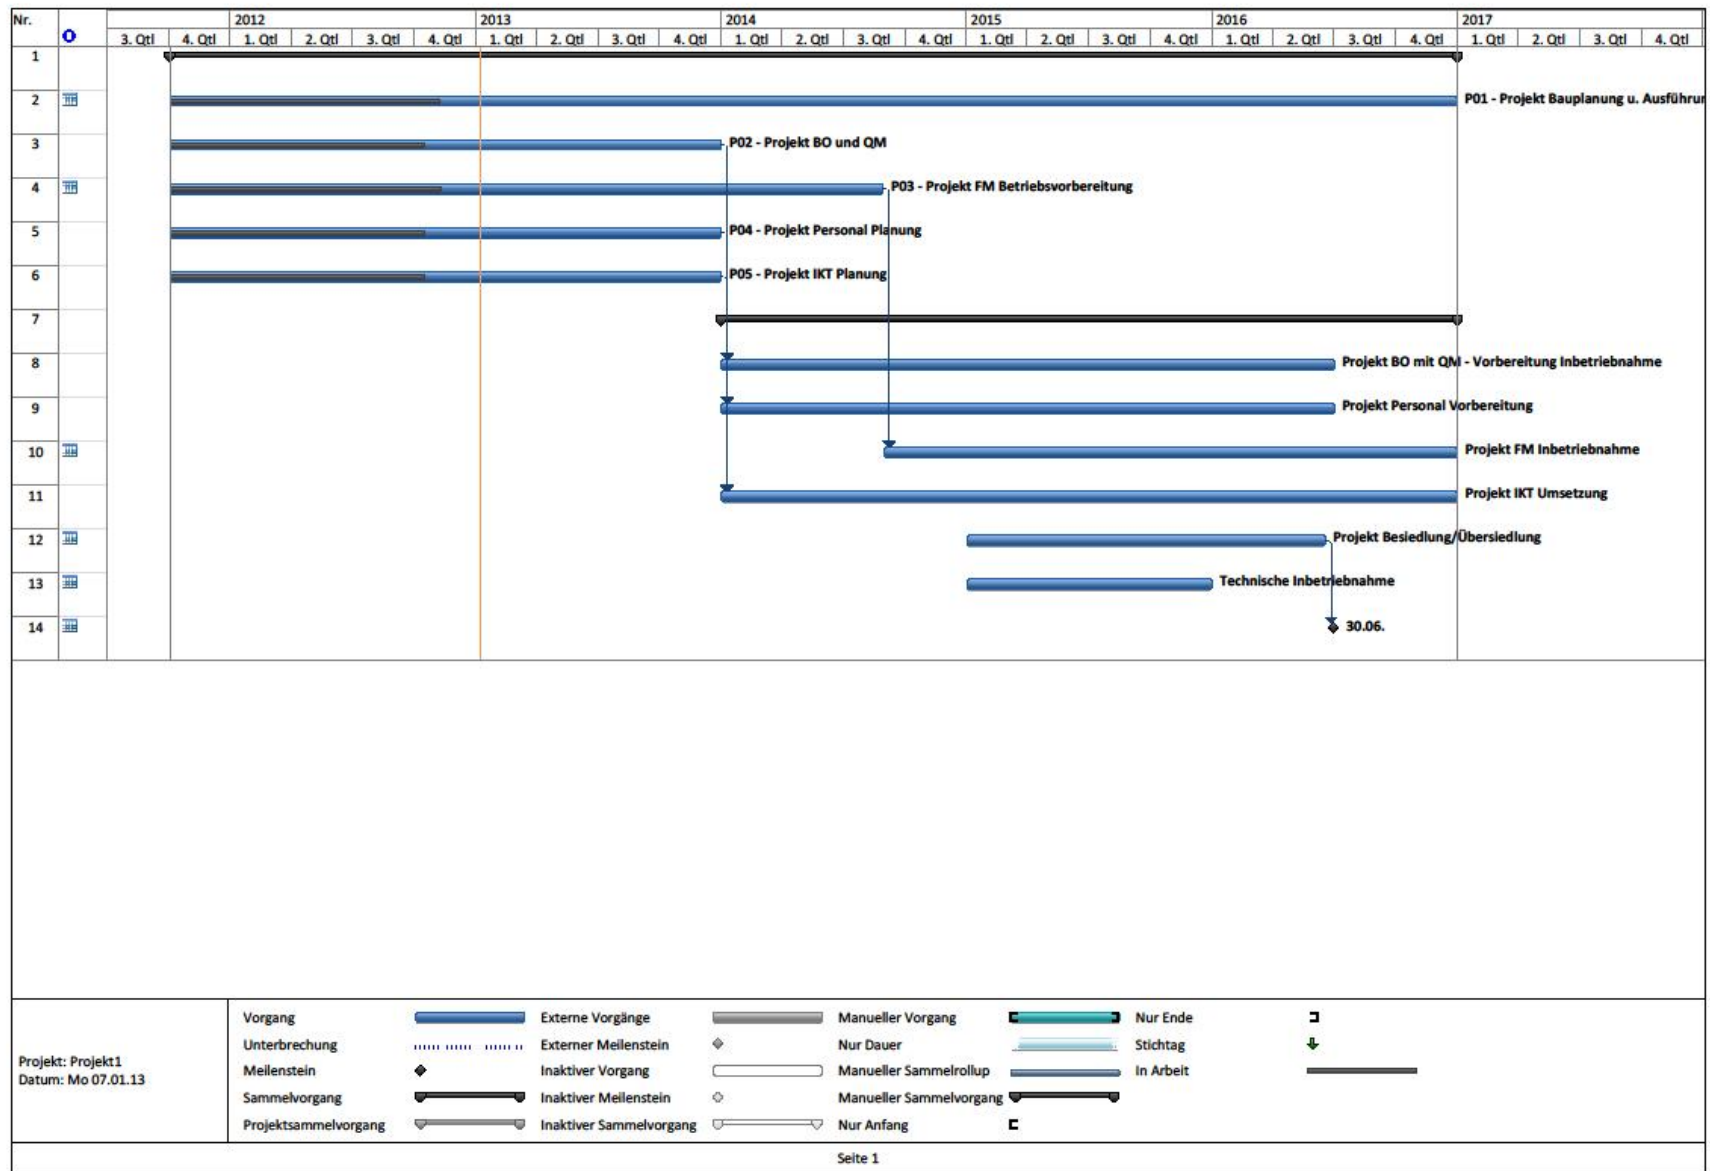 Nr.
2012 2013 2014 2015 2016 2017
3. Qtl 4. Qtl 1. Qtl 2. Qtl 3. Qtl 4. Qtl 1. Qtl 2. Qtl 3. Qtl 4. Qtl 1. Qtl 2. Qtl 3. Qtl 4. Qtl 1. Qtl 2. Qtl 3. Qtl 4. Qtl 1. Qtl 2. Qtl 3. Qtl 4. Qtl 1. Qtl 2. Qtl 3. Qtl 4. Qtl
1
2 P01 - Projekt Bauplanung u. Ausführur
3 P02 - Projekt BO und QM
4 P03 - Projekt FM Betriebsvorbereitung
5 P04 - Projekt Personal Planung
6 P05 - Projekt IKT Planung
7
8 Projekt BO mit QM - Vorbereitung Inbetriebnahme
9 Projekt Personal Vorbereitung
10 Projekt FM Inbetriebnahme
11 Projekt IKT Umsetzung
12 Projekt Besiedlung/Übersiedlung
13 Technische Inbetriebnahme
14 30.06.
Projekt: Projekt1
Datum: Mo 07.01.13
Vorgang Externe Vorgänge Manueller Vorgang Nur Ende
Unterbrechung Externer Meilenstein Nur Dauer Stichtag
Meilenstein Inaktiver Vorgang Manueller Sammelrollup In Arbeit
Sammelvorgang Inaktiver Meilenstein Manueller Sammelvorgang
Projektsammelvorgang Inaktiver Sammelvorgang Nur Anfang
Seite 1